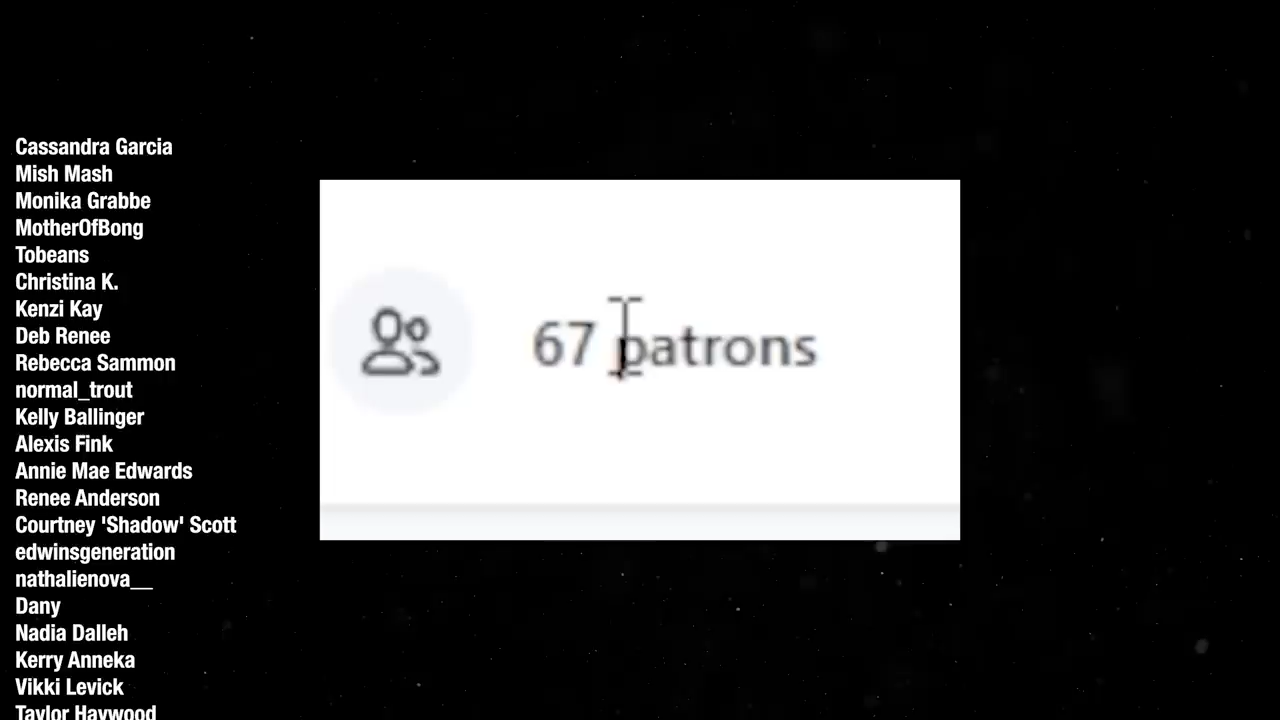 Cassandra Garcia
Mish Mash
Monika Grabbe
MotherOfBong
Tobeans
Christina K.
Kenzi Kay
Deb Renee
Rebecca Sammon
normal_trout
Kelly Ballinger
Alexis Fink
Annie Mae Edwards
Renee Anderson
Courtney 'Shadow' Scott
edwinsgeneration
nathalienova__
Dany
Nadia Dalleh
Kerry Anneka
Vikki Levick
Taylor Haywood
67 patrons